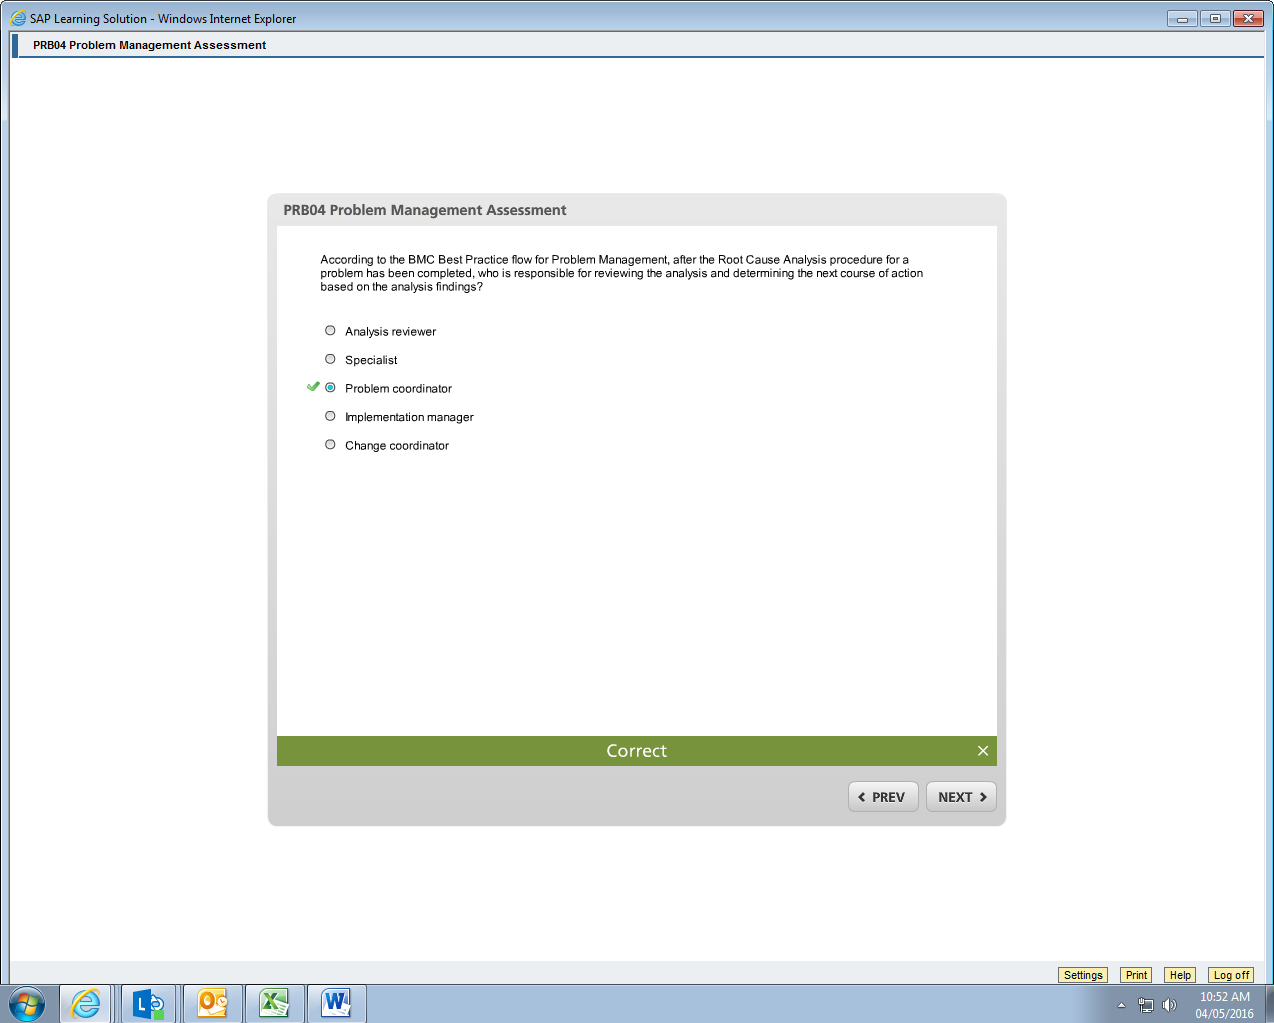 SAP Learning Solution - Windows Internet Explorer
PRB04 Problem Management Assessment
PRB04 Problem Management Assessment
According to the BMC Best Practice flow for Problem Management, after the Root Cause Analysis procedure for a
problem has been completed, who is responsible for reviewing the analysis and determining the next course of action
based on the analysis findings?
Analysis reviewer
Specialist
Problem coordinator
Implementation manager
Change coordinator
Correct
PREV NEXT
Settings Print Help Log off
10:52 AM
04/05/2016